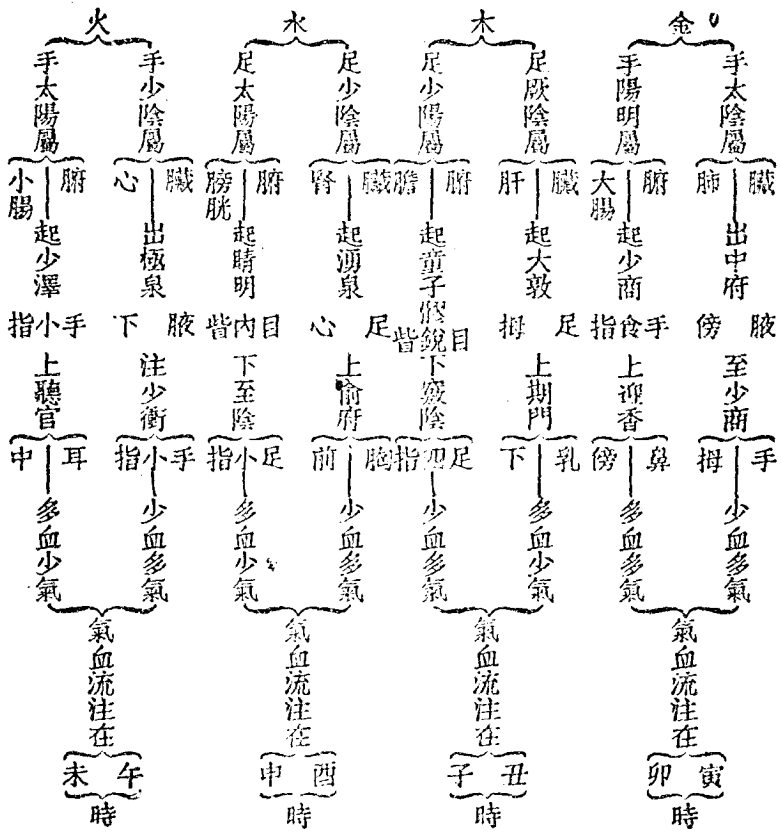 金
手太陰屬
臟
肺
出中府
腋傍
至少商
手拇
少血多氣
手陽明屬
腑
大腸
起少商
手食指
上迎香
鼻傍
多血多氣
氣血流注在
寅卯
時
木
足厥陰屬
臟
肝
起大敦
足拇
上期門
乳下
多血少氣
足少陽屬
腑
膽
起童子髎
目銳眥
下竅陰
足四指
少血多氣
氣血流注在
丑子
時
水
足少陰屬
臟
腎
起湧泉
足心
上俞府
胸前
少血多氣
足太陽屬
腑
膀胱
起睛明
目內眥
下至陰
足小指
多血少氣
氣血流注在
酉申
時
火
手少陰屬
臟
心
出極泉
腋下
注少衝
手小指
少血多氣
手太陽屬
腑
小腸
起少澤
手小指
上聽官
耳中
多血少氣
氣血流注在
午未
時